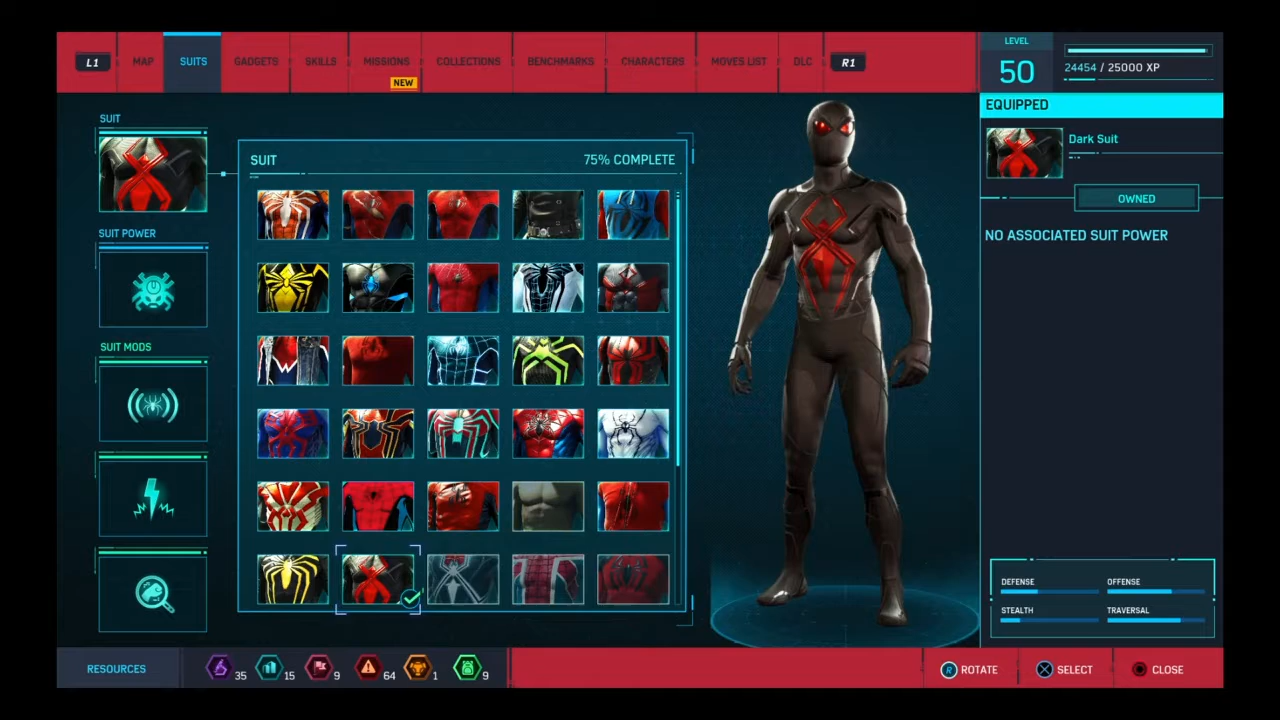 L1
MAP
SUITS
GADGETS
SKILLS
MISSIONS
NEW
COLLECTIONS
BENCHMARKS
CHARACTERS
MOVES LIST
DLC
R1
LEVEL
50
24454 / 25000 XP
EQUIPPED
Dark Suit
OWNED
NO ASSOCIATED SUIT POWER
SUIT
SUIT POWER
SUIT MODS
SUIT
75% COMPLETE
DEFENSE
OFFENSE
STEALTH
TRAVERSAL
RESOURCES
35
15
9
64
1
9
R ROTATE
SELECT
CLOSE